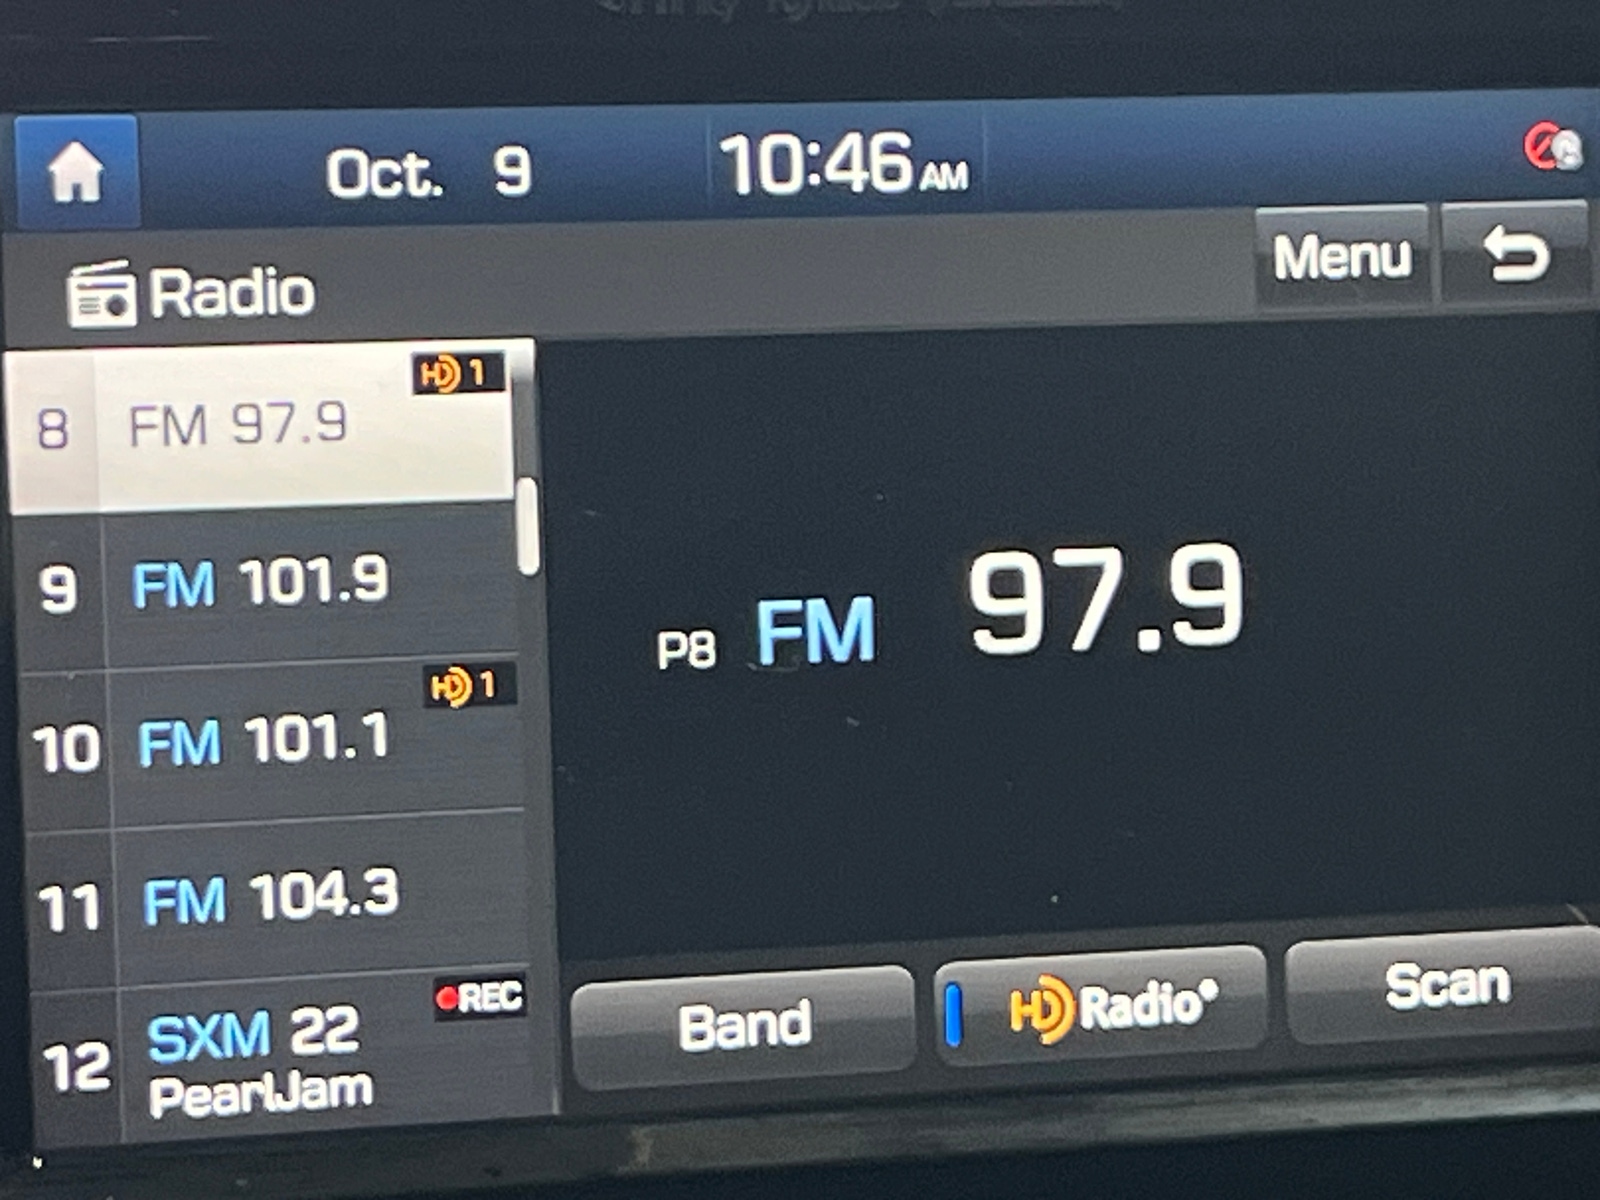 Oct. 9 10:46 AM
Radio Menu
8 FM 97.9 HD 1
9 FM 101.9
10 FM 101.1 HD 1
11 FM 104.3
12 SXM 22 REC
PearlJam
P8 FM 97.9
Band HD Radio Scan